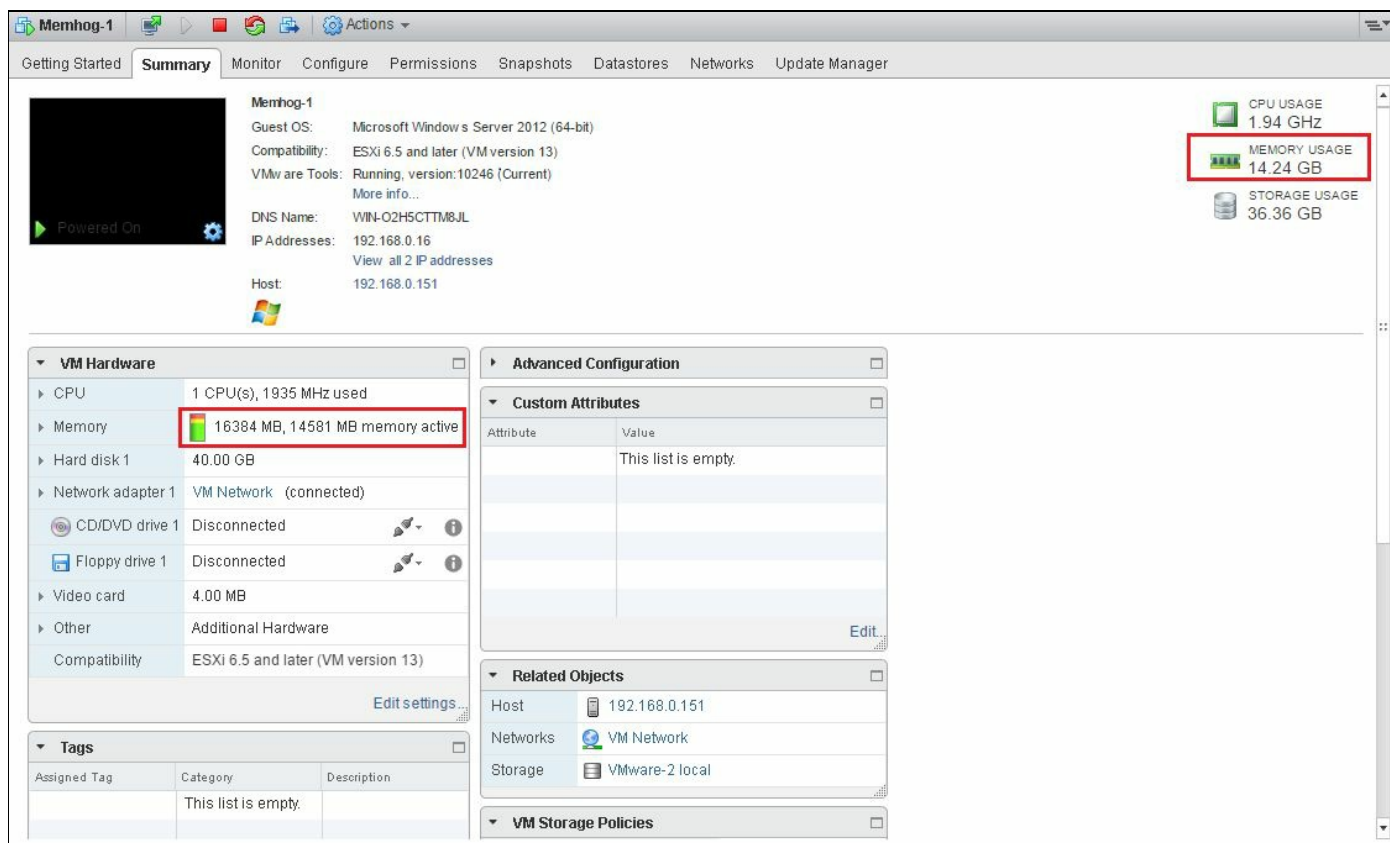 Memhog-1
Actions
Getting Started Summary Monitor Configure Permissions Snapshots Datastores Networks Update Manager
Powered On
Memhog-1
Guest OS: Microsoft Windows Server 2012 (64-bit)
Compatibility: ESXi 6.5 and later (VM version 13)
VMware Tools: Running, version:10246 (Current)
More info...
DNS Name: WIN-O2H5CTTM8JL
IP Addresses: 192.168.0.16
View all 2 IP addresses
Host: 192.168.0.151
CPU USAGE
1.94 GHz
MEMORY USAGE
14.24 GB
STORAGE USAGE
36.36 GB
VM Hardware
CPU 1 CPU(s), 1935 MHz used
Memory 16384 MB, 14581 MB memory active
Hard disk 1 40.00 GB
Network adapter 1 VM Network (connected)
CD/DVD drive 1 Disconnected
Floppy drive 1 Disconnected
Video card 4.00 MB
Other Additional Hardware
Compatibility ESXi 6.5 and later (VM version 13)
Edit settings...
Tags
Assigned Tag Category Description
This list is empty.
Advanced Configuration
Custom Attributes
Attribute Value
This list is empty.
Edit...
Related Objects
Host 192.168.0.151
Networks VM Network
Storage VMware-2 local
VM Storage Policies